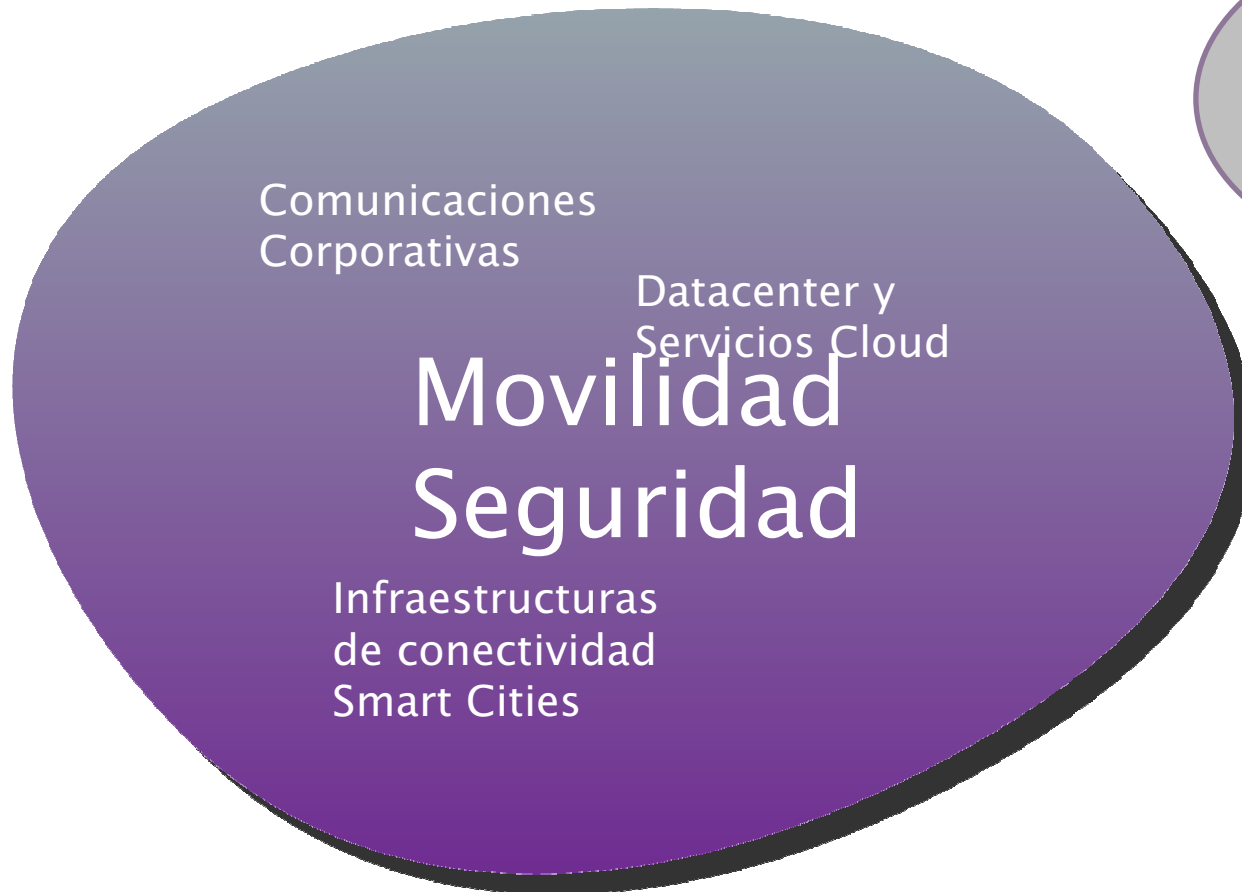 Comunicaciones
Corporativas
Datacenter y
Servicios Cloud
Movilidad
Seguridad
Infraestructuras
de conectividad
Smart Cities